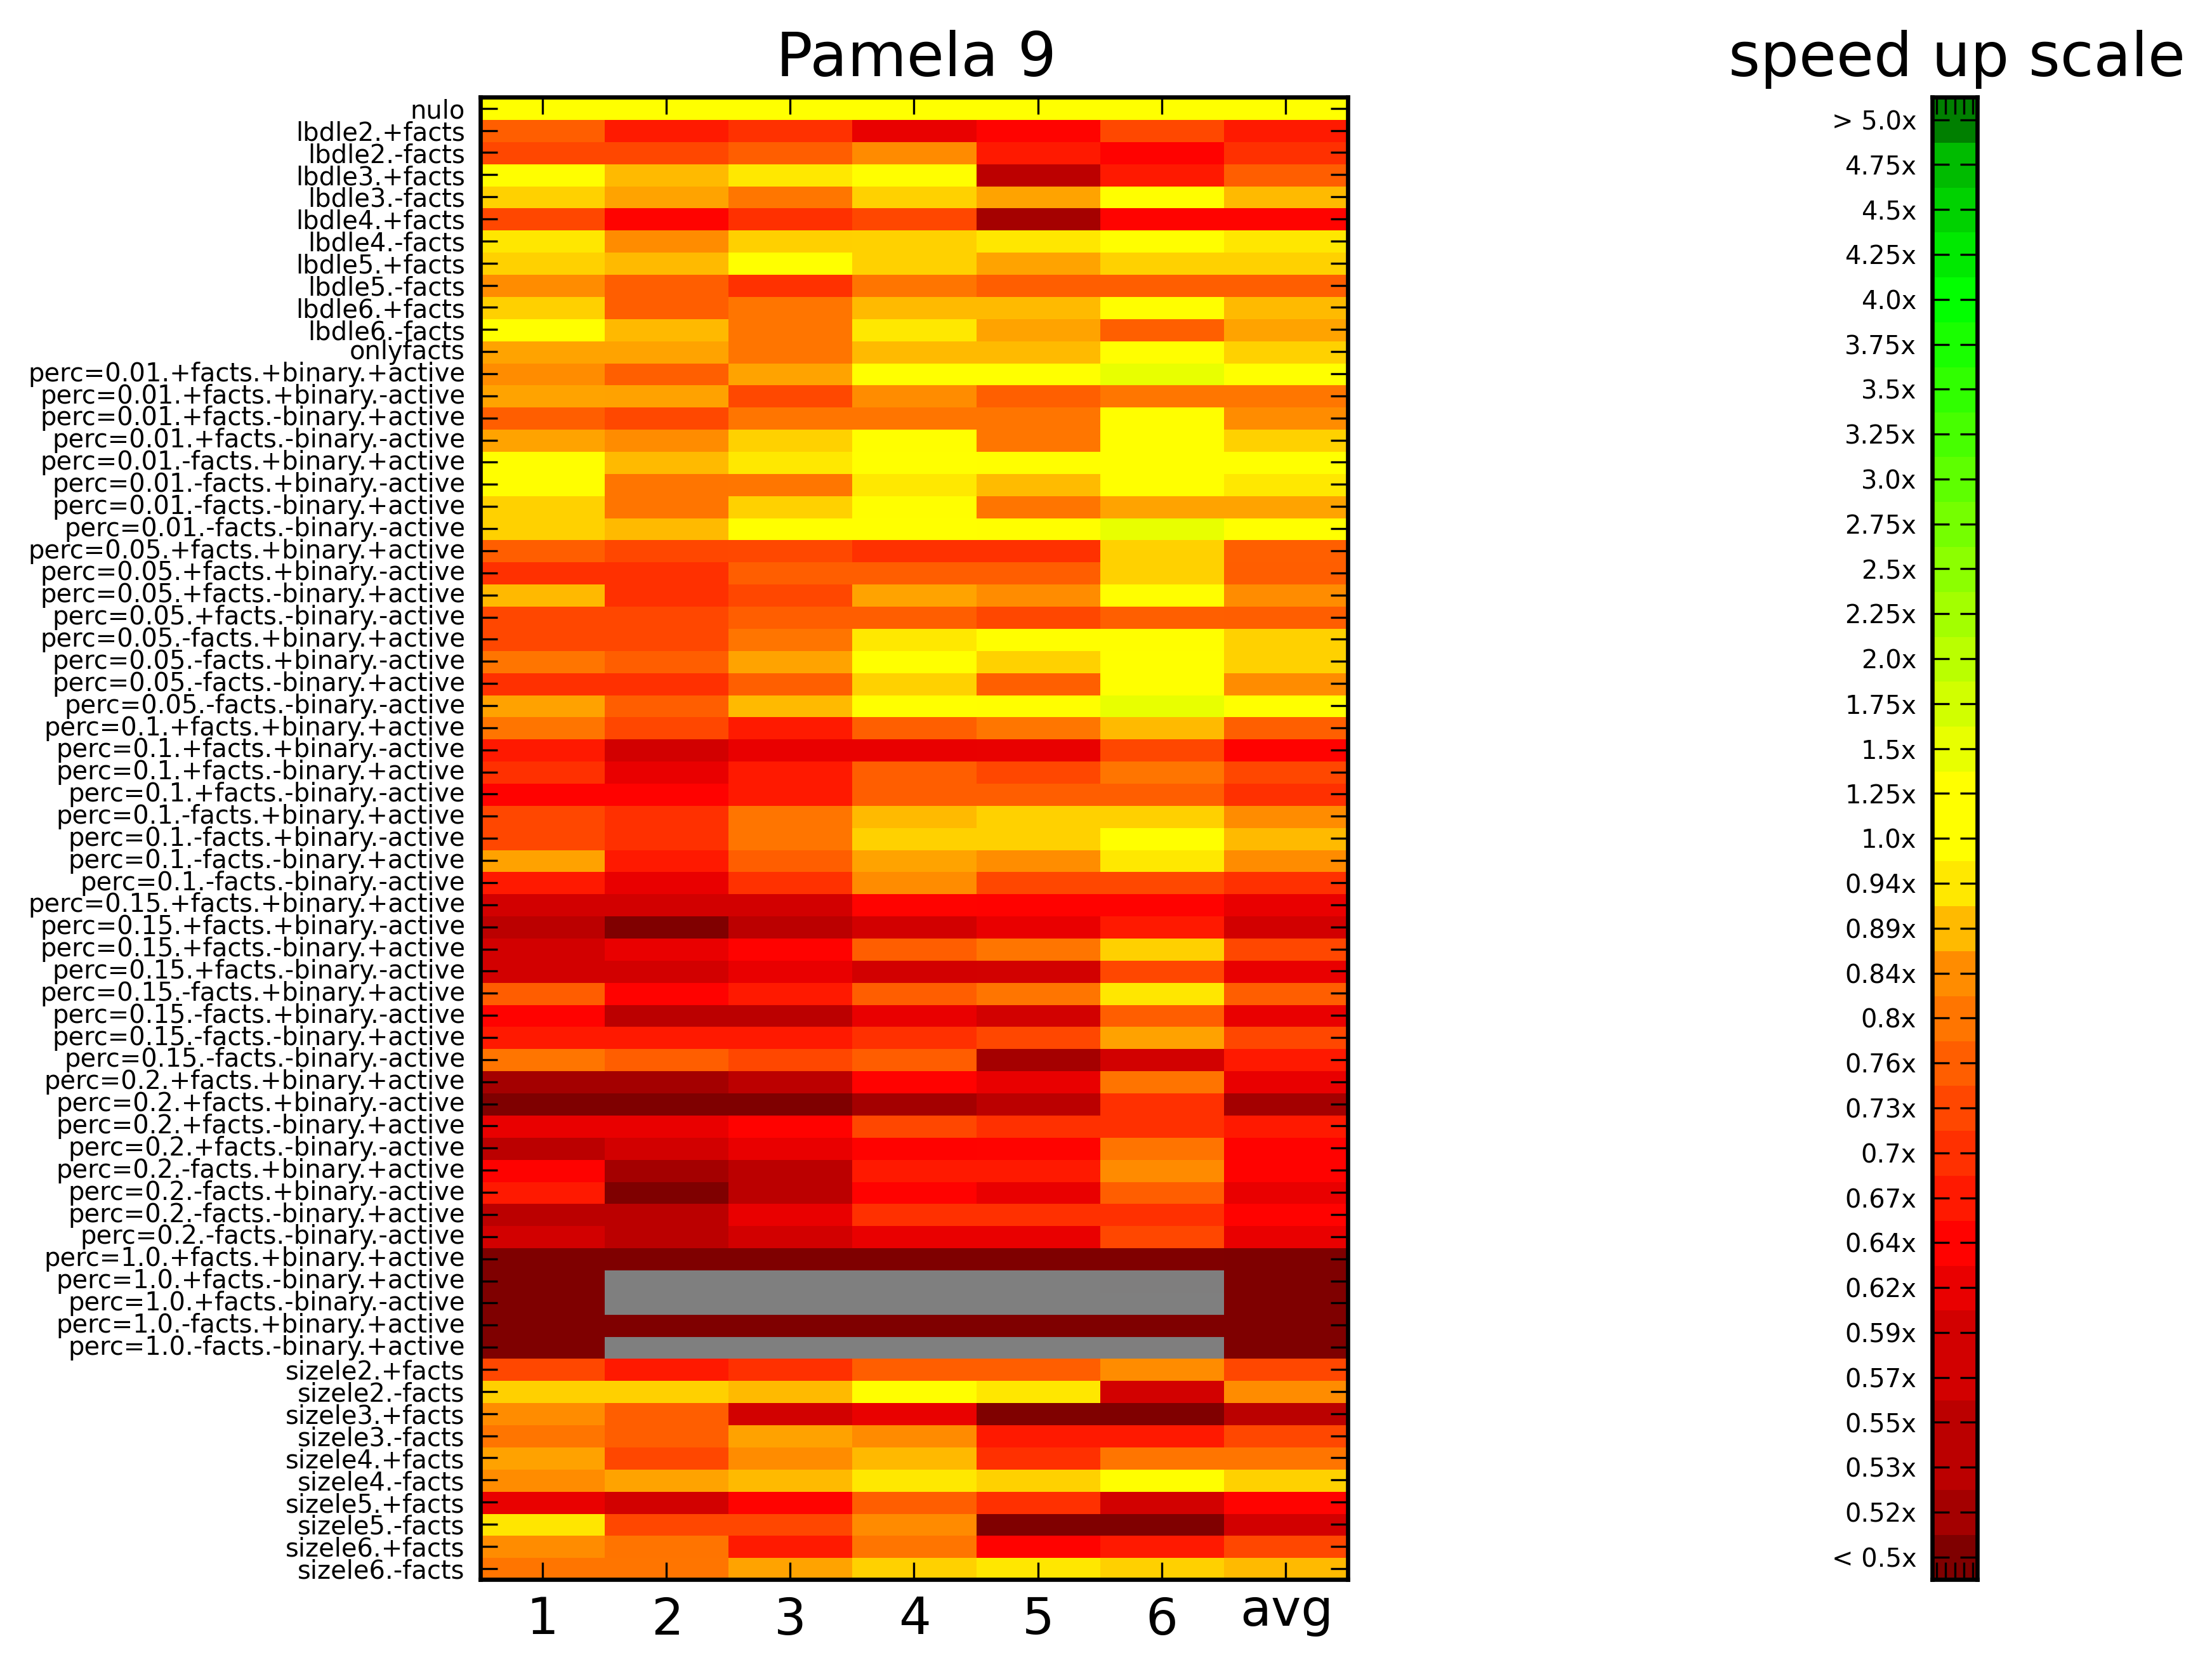 Pamela 9
speed up scale
nulo
lbdle2.+facts
lbdle2.-facts
lbdle3.+facts
lbdle3.-facts
lbdle4.+facts
lbdle4.-facts
lbdle5.+facts
lbdle5.-facts
lbdle6.+facts
lbdle6.-facts
onlyfacts
perc=0.01.+facts.+binary.+active
perc=0.01.+facts.+binary.-active
perc=0.01.+facts.-binary.+active
perc=0.01.+facts.-binary.-active
perc=0.01.-facts.+binary.+active
perc=0.01.-facts.+binary.-active
perc=0.01.-facts.-binary.+active
perc=0.01.-facts.-binary.-active
perc=0.05.+facts.+binary.+active
perc=0.05.+facts.+binary.-active
perc=0.05.+facts.-binary.+active
perc=0.05.+facts.-binary.-active
perc=0.05.-facts.+binary.+active
perc=0.05.-facts.+binary.-active
perc=0.05.-facts.-binary.+active
perc=0.05.-facts.-binary.-active
perc=0.1.+facts.+binary.+active
perc=0.1.+facts.+binary.-active
perc=0.1.+facts.-binary.+active
perc=0.1.+facts.-binary.-active
perc=0.1.-facts.+binary.+active
perc=0.1.-facts.+binary.-active
perc=0.1.-facts.-binary.+active
perc=0.1.-facts.-binary.-active
perc=0.15.+facts.+binary.+active
perc=0.15.+facts.+binary.-active
perc=0.15.+facts.-binary.+active
perc=0.15.+facts.-binary.-active
perc=0.15.-facts.+binary.+active
perc=0.15.-facts.+binary.-active
perc=0.15.-facts.-binary.+active
perc=0.15.-facts.-binary.-active
perc=0.2.+facts.+binary.+active
perc=0.2.+facts.+binary.-active
perc=0.2.+facts.-binary.+active
perc=0.2.+facts.-binary.-active
perc=0.2.-facts.+binary.+active
perc=0.2.-facts.+binary.-active
perc=0.2.-facts.-binary.+active
perc=0.2.-facts.-binary.-active
perc=1.0.+facts.+binary.+active
perc=1.0.+facts.-binary.+active
perc=1.0.+facts.-binary.-active
perc=1.0.-facts.+binary.+active
perc=1.0.-facts.-binary.+active
sizele2.+facts
sizele2.-facts
sizele3.+facts
sizele3.-facts
sizele4.+facts
sizele4.-facts
sizele5.+facts
sizele5.-facts
sizele6.+facts
sizele6.-facts
1 2 3 4 5 6 avg
> 5.0x
4.75x
4.5x
4.25x
4.0x
3.75x
3.5x
3.25x
3.0x
2.75x
2.5x
2.25x
2.0x
1.75x
1.5x
1.25x
1.0x
0.94x
0.89x
0.84x
0.8x
0.76x
0.73x
0.7x
0.67x
0.64x
0.62x
0.59x
0.57x
0.55x
0.53x
0.52x
< 0.5x